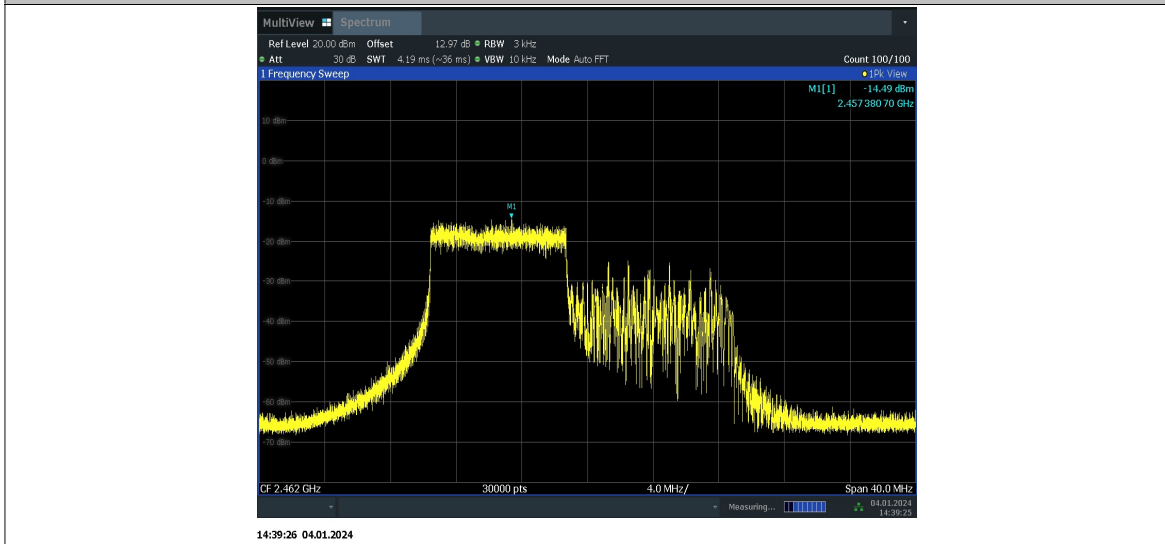 MultiView Spectrum
Ref Level 20.00 dBm Offset 12.97 dB RBW 3 kHz
Att 30 dB SWT 4.19 ms (~36 ms) VBW 10 kHz Mode Auto FFT Count 100/100
1 Frequency Sweep 1Pk View
M1[1] -14.49 dBm
2.457 380 70 GHz
10 dBm
0 dBm
-10 dBm
M1
-20 dBm
-30 dBm
-40 dBm
-50 dBm
-60 dBm
-70 dBm
CF 2.462 GHz 30000 pts 4.0 MHz/ Span 40.0 MHz
Measuring... 04.01.2024
14:39:25
14:39:26 04.01.2024